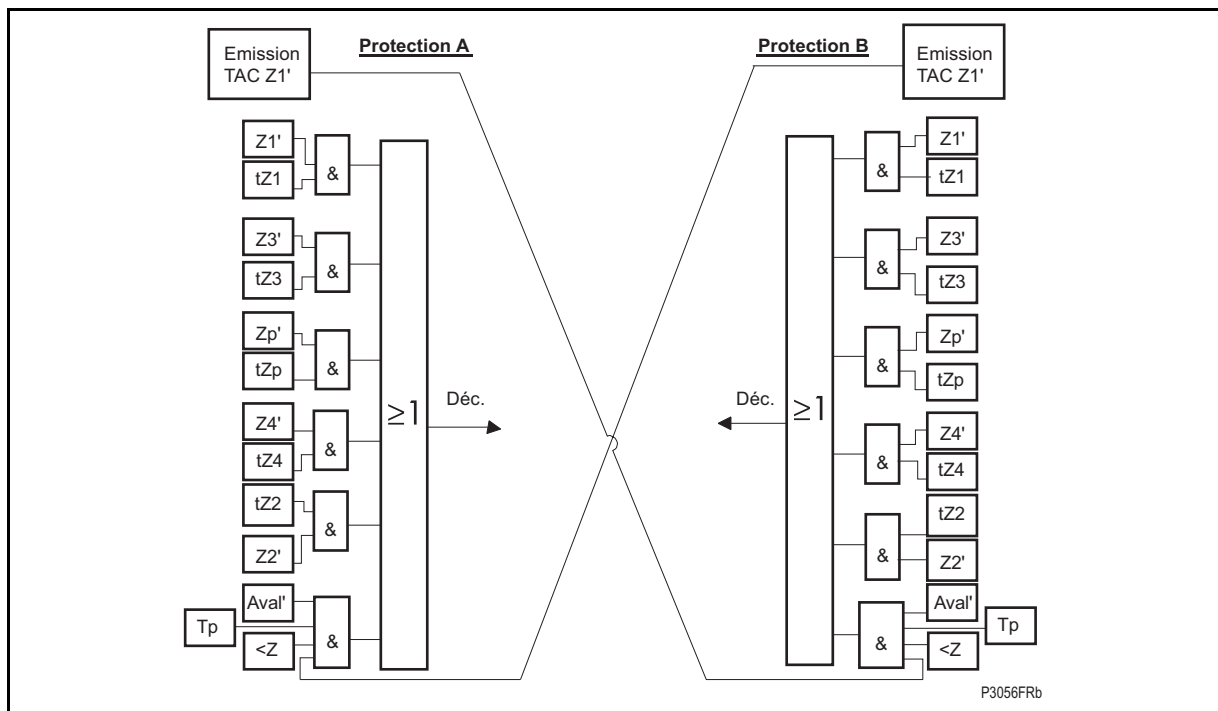 Emission
TAC Z1'
Protection A
Protection B
Emission
TAC Z1'
Z1'
tZ1
&
Z3'
tZ3
&
Zp'
tZp
&
Z4'
tZ4
&
tZ2
Z2'
&
Aval'
Tp
<Z
&
≥1
Déc.
Déc.
≥1
&
Z1'
tZ1
&
Z3'
tZ3
&
Zp'
tZp
&
Z4'
tZ4
&
tZ2
Z2'
&
Aval'
Tp
<Z
P3056FRb